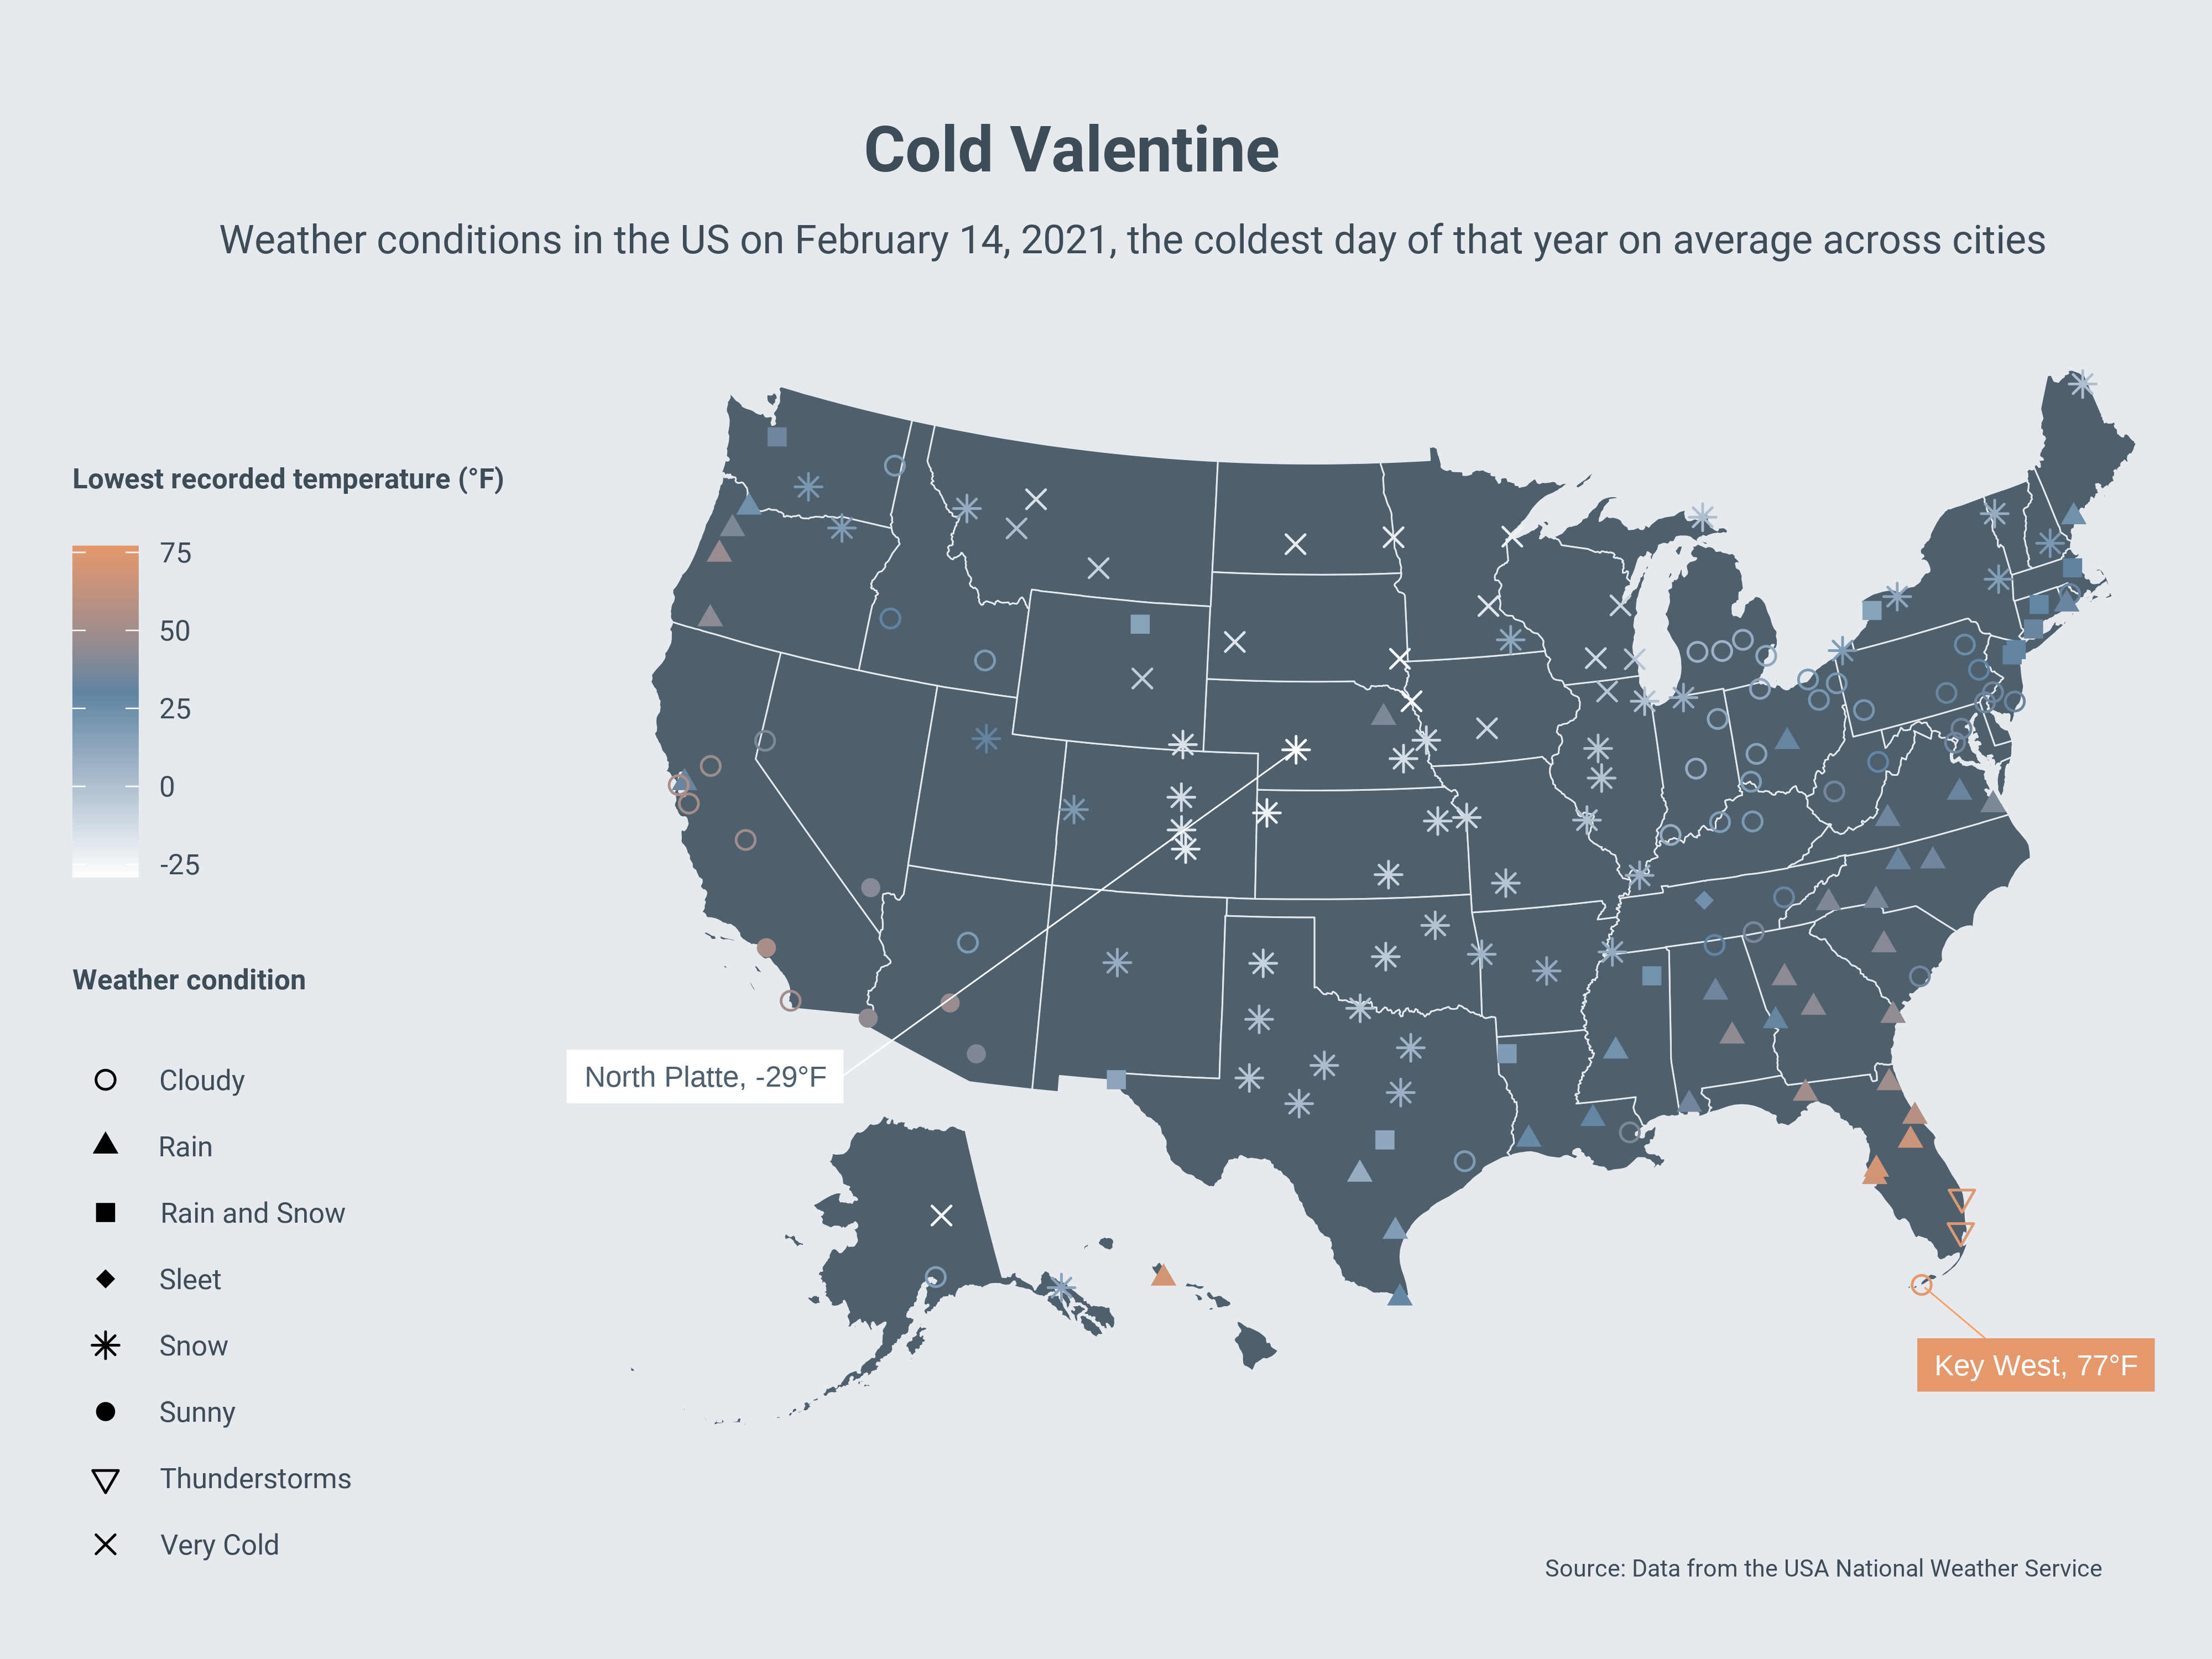 Cold Valentine
Weather conditions in the US on February 14, 2021, the coldest day of that year on average across cities
Lowest recorded temperature (°F)
75
50
25
0
-25
Weather condition
Cloudy
Rain
Rain and Snow
Sleet
Snow
Sunny
Thunderstorms
Very Cold
North Platte, -29°F
Key West, 77°F
Source: Data from the USA National Weather Service